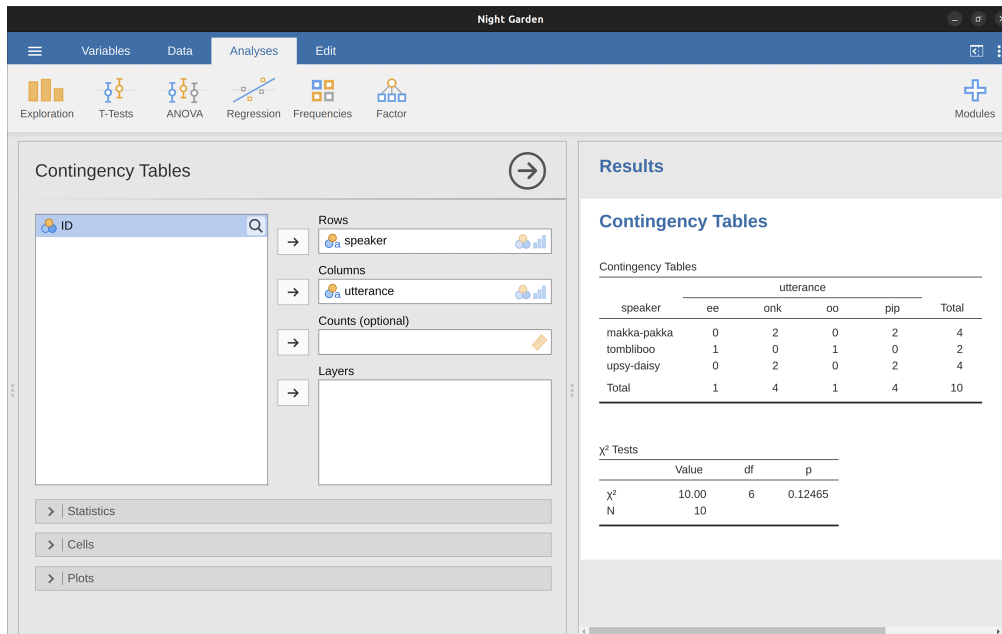 Night Garden
Variables Data Analyses Edit
Exploration T-Tests ANOVA Regression Frequencies Factor Modules
Contingency Tables
ID
Rows
speaker
Columns
utterance
Counts (optional)
Layers
Statistics
Cells
Plots
Results
Contingency Tables
Contingency Tables
utterance
speaker ee onk oo pip Total
makka-pakka 0 2 0 2 4
tombliboo 1 0 1 0 2
upsy-daisy 0 2 0 2 4
Total 1 4 1 4 10
χ² Tests
Value df p
χ² 10.00 6 0.12465
N 10